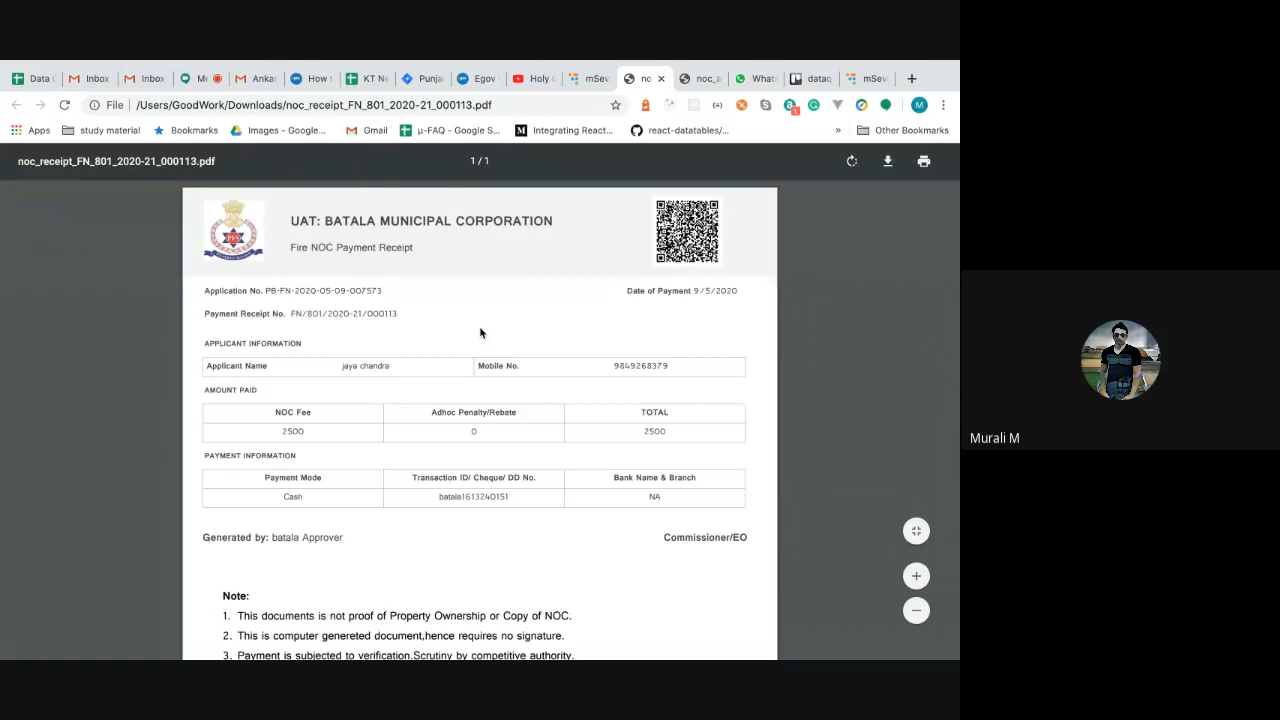 Data C
Inbox
Inbox
Me
Ankar
How t
KT Ne
Punja
Egov
Holy C
mSev
no
noc_a
What
dataq
mSev
File /Users/GoodWork/Downloads/noc_receipt_FN_801_2020-21_000113.pdf
1
M
Apps study material Bookmarks Images - Google... Gmail μ-FAQ - Google S... Integrating React... react-datatables/... » Other Bookmarks
noc_receipt_FN_801_2020-21_000113.pdf 1 / 1
UAT: BATALA MUNICIPAL CORPORATION
Fire NOC Payment Receipt
Application No. PB-FN-2020-05-09-007573 Date of Payment 9/5/2020
Payment Receipt No. FN/801/2020-21/000113
APPLICANT INFORMATION
Applicant Name jaya chandra Mobile No. 9849268379
AMOUNT PAID
NOC Fee Adhoc Penalty/Rebate TOTAL
2500 0 2500
PAYMENT INFORMATION
Payment Mode Transaction ID/ Cheque/ DD No. Bank Name & Branch
Cash batala1613240151 NA
Generated by: batala Approver Commissioner/EO
Note:
1. This documents is not proof of Property Ownership or Copy of NOC.
2. This is computer genereted document,hence requires no signature.
3. Payment is subjected to verification.Scrutiny by competitive authority.
Murali M